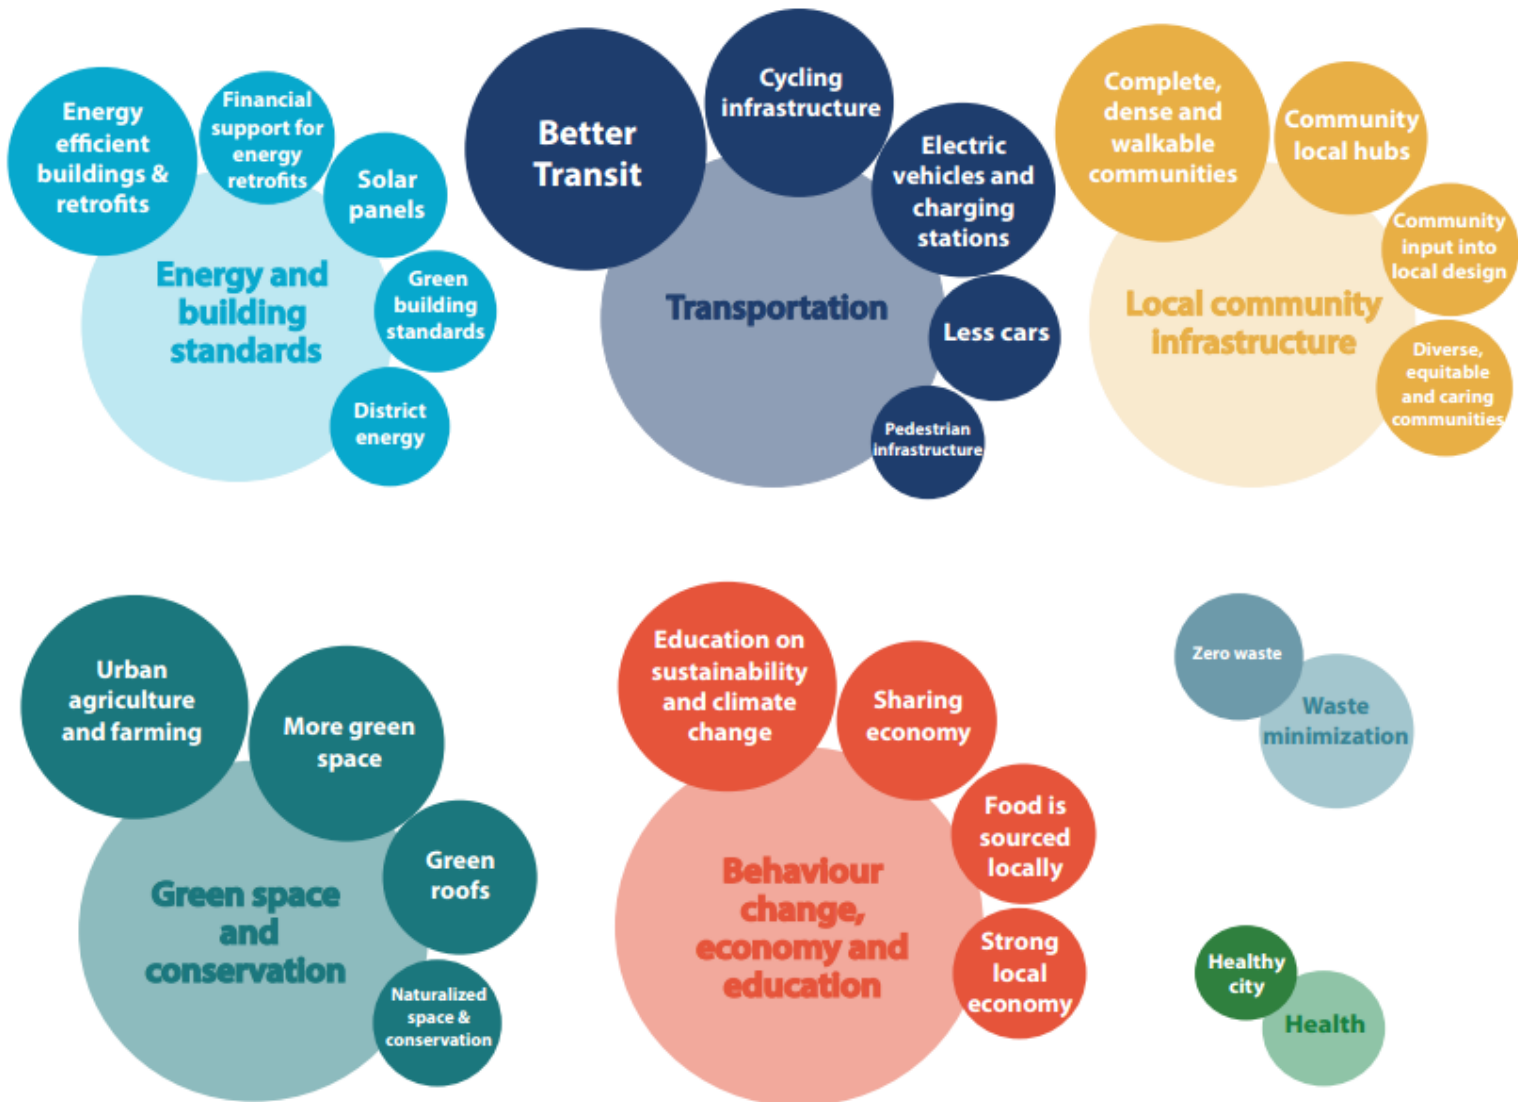 Energy
efficient
buildings &
retrofits
Financial
support for
energy
retrofits
Solar
panels
Green
building
standards
District
energy
Energy and
building
standards
Better
Transit
Cycling
infrastructure
Electric
vehicles and
charging
stations
Less cars
Pedestrian
infrastructure
Transportation
Complete,
dense and
walkable
communities
Community
local hubs
Community
input into
local design
Diverse,
equitable
and caring
communities
Local community
infrastructure
Urban
agriculture
and farming
More green
space
Green
roofs
Naturalized
space &
conservation
Green space
and
conservation
Education on
sustainability
and climate
change
Sharing
economy
Food is
sourced
locally
Strong
local
economy
Behaviour
change,
economy and
education
Zero waste
Waste
minimization
Healthy
city
Health